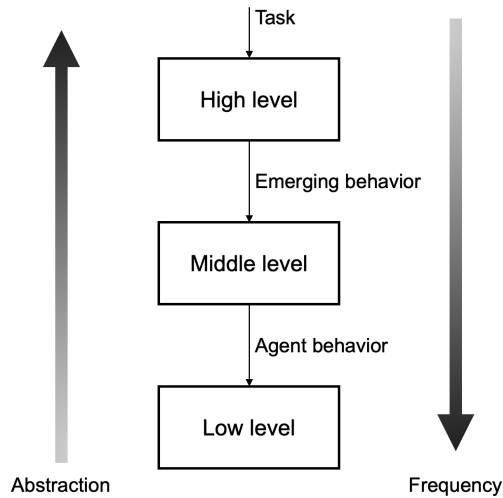 Task
High level
Emerging behavior
Middle level
Agent behavior
Low level
Abstraction
Frequency